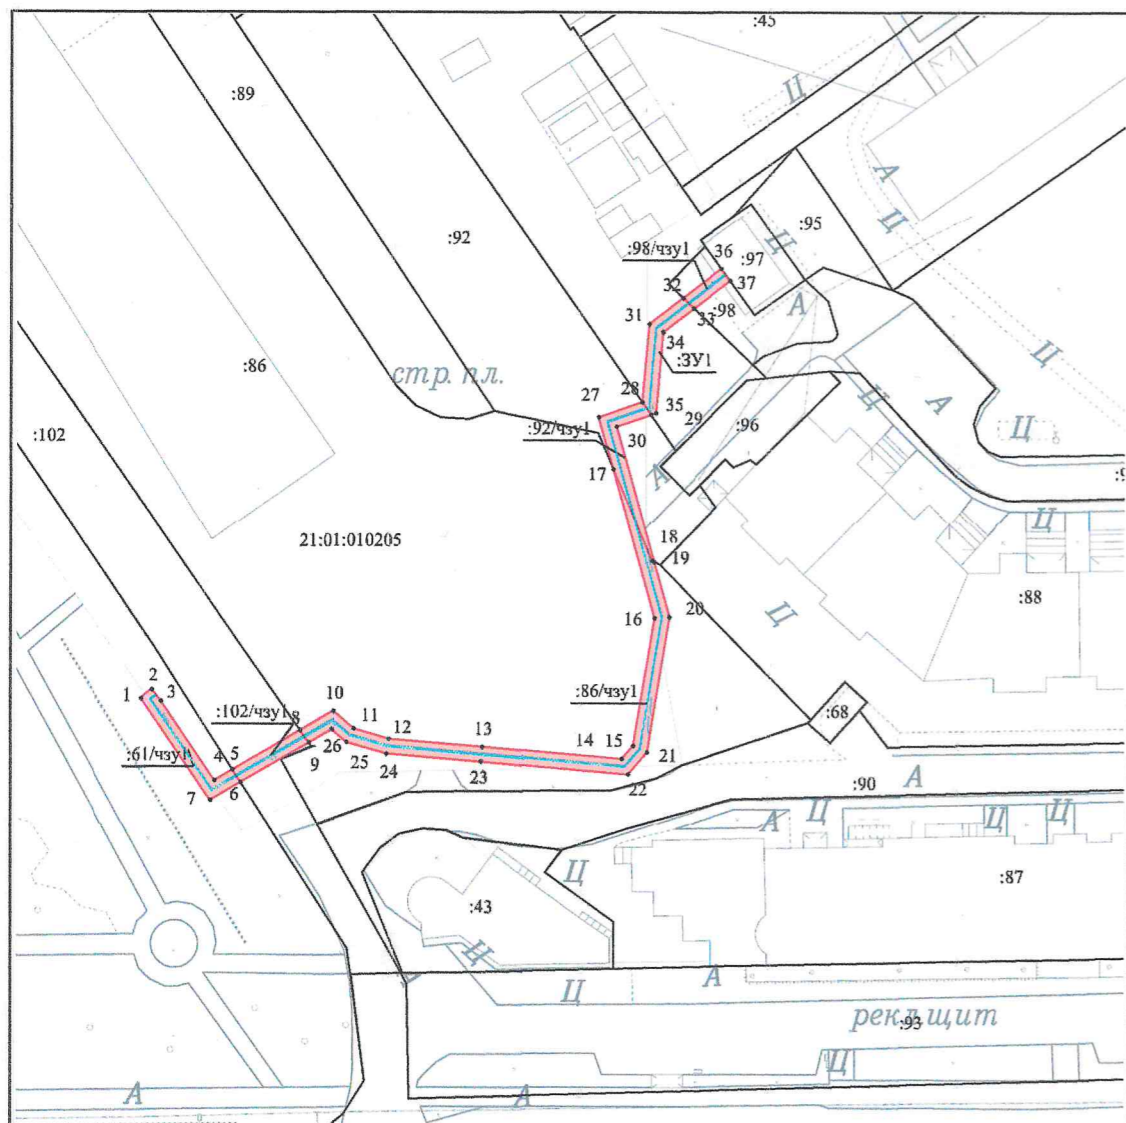 :45
:89
Ц
А
Ц
:92
:95
:98/чзу1
36
Ц
:97
37
32
А
33
:98
31
34
:ЗУ1
Ц
:86
стр. пл.
28
27
35
Ц
А
:102
29
:96
30
Ц
:92/чзу1
17
А
:9
Ц
21:01:010205
18
19
:88
16
20
Ц
2
1
3
:86/чзу1
10
:68
:102/чзу1
8
11
12
13
14
15
26
:61/чзу1
4
5
9
25
24
23
21
22
А
7
6
:90
Ц
Ц
Ц
А
Ц
:87
:43
Ц
А
Ц
рекл.щит
:93
Ц
А
А